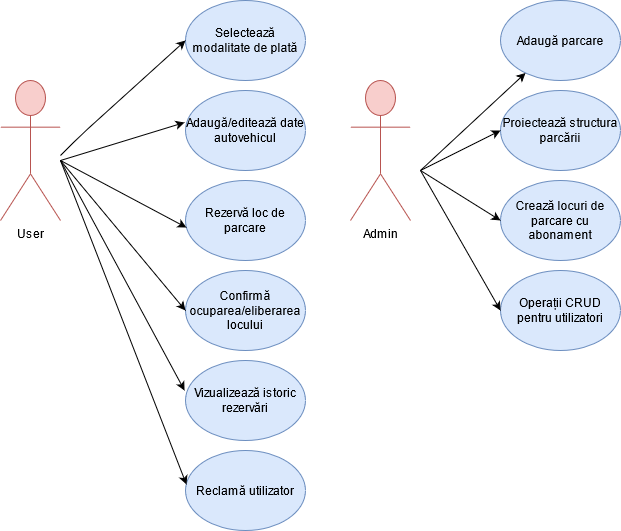 Selectează
modalitate de plată
Adaugă/editează date
autovehicul
Rezervă loc de
parcare
Confirmă
ocuparea/eliberarea
locului
Vizualizează istoric
rezervări
Reclamă utilizator
User
Adaugă parcare
Proiectează structura
parcării
Crează locuri de
parcare cu
abonament
Operații CRUD
pentru utilizatori
Admin